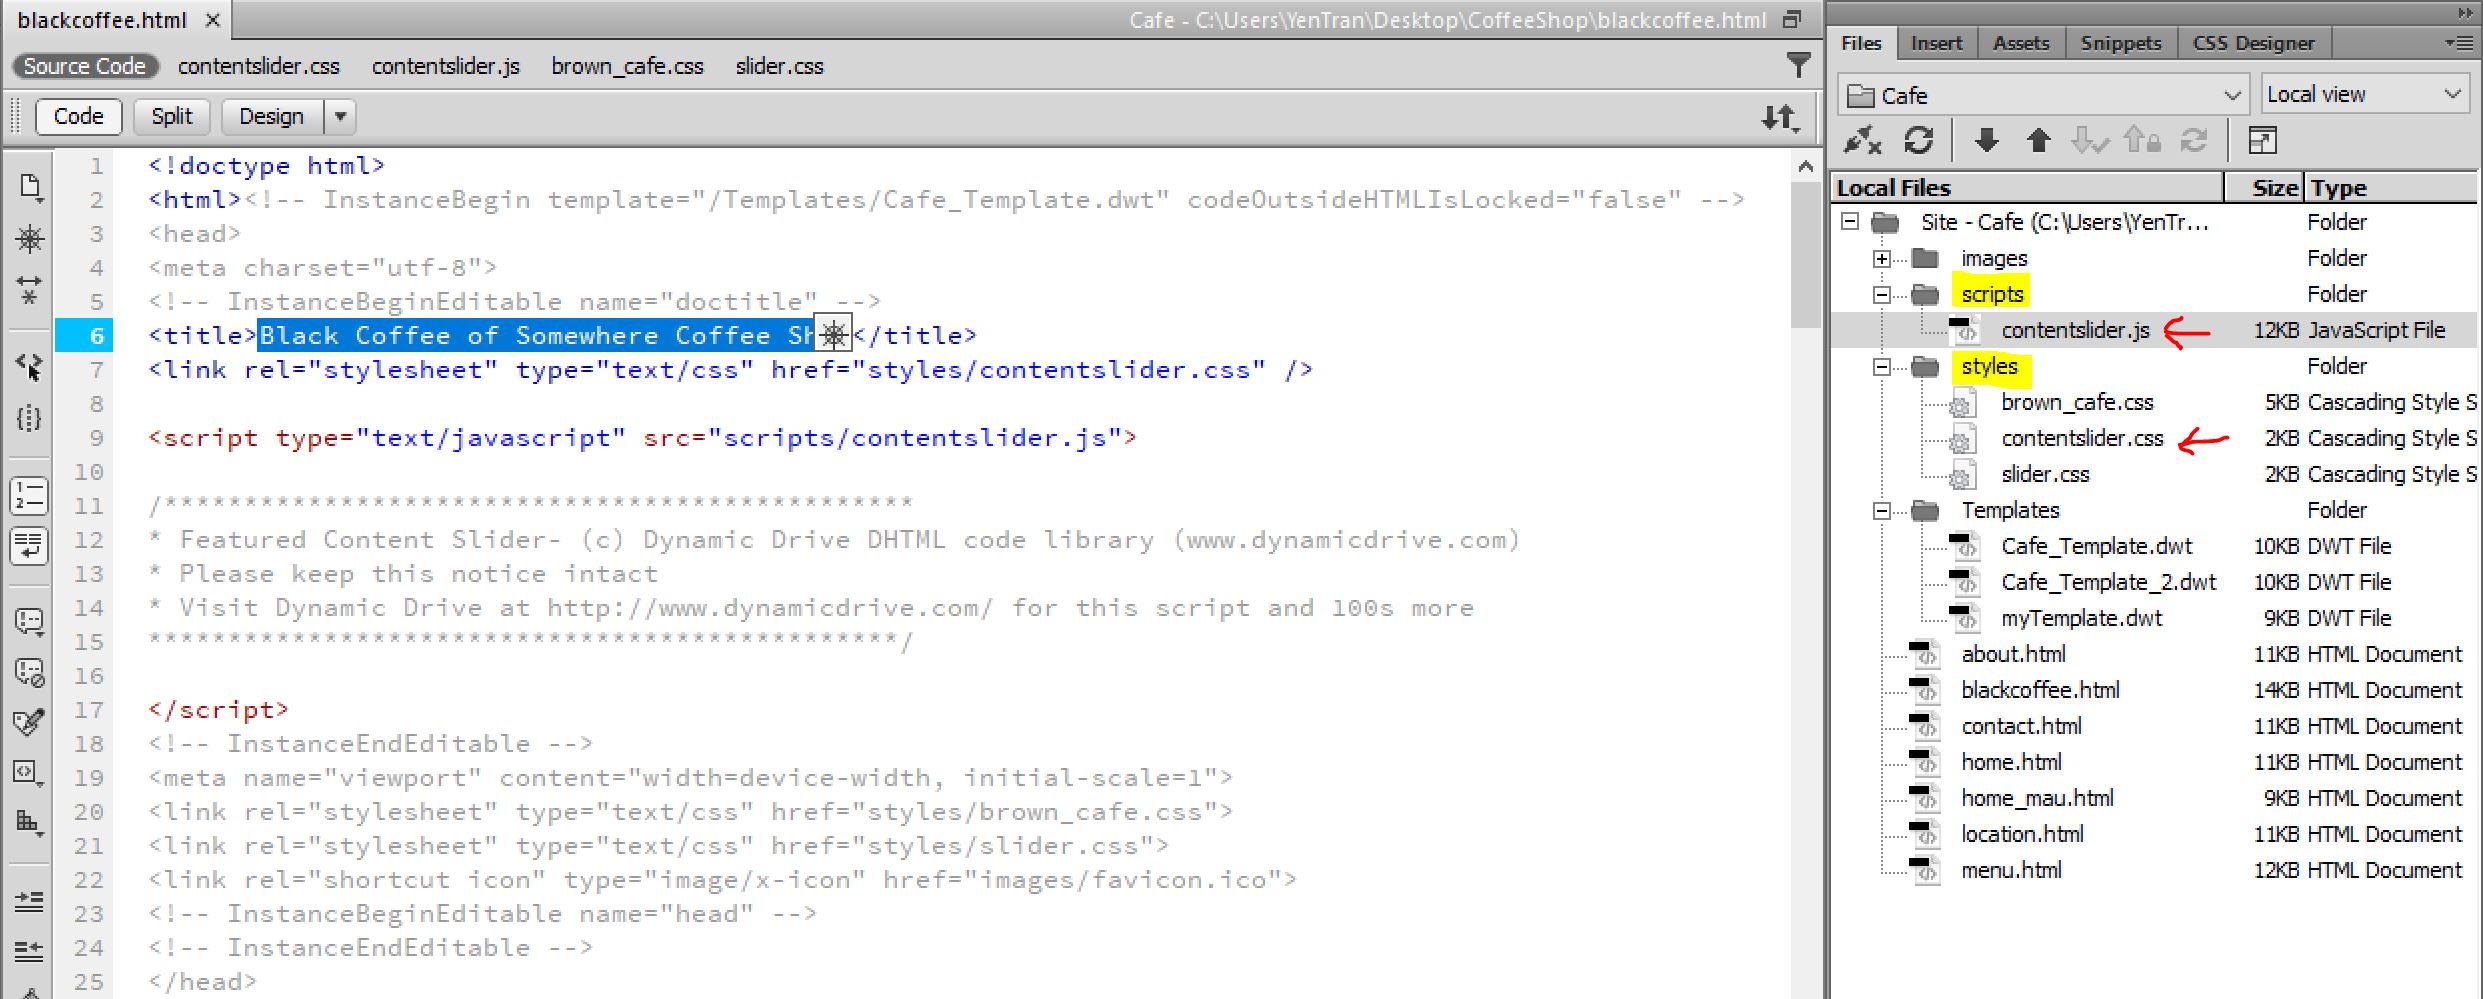 blackcoffee.html ×
Cafe - C:\Users\YenTran\Desktop\CoffeeShop\blackcoffee.html
Source Code contentslider.css contentslider.js brown_cafe.css slider.css
Code Split Design
1 <!doctype html>
2 <html><!-- InstanceBegin template="/Templates/Cafe_Template.dwt" codeOutsideHTMLIsLocked="false" -->
3 <head>
4 <meta charset="utf-8">
5 <!-- InstanceBeginEditable name="doctitle" -->
6 <title>Black Coffee of Somewhere Coffee Sh</title>
7 <link rel="stylesheet" type="text/css" href="styles/contentslider.css" />
8
9 <script type="text/javascript" src="scripts/contentslider.js">
10
11 /***********************************************
12 * Featured Content Slider- (c) Dynamic Drive DHTML code library (www.dynamicdrive.com)
13 * Please keep this notice intact
14 * Visit Dynamic Drive at http://www.dynamicdrive.com/ for this script and 100s more
15 ***********************************************/
16
17 </script>
18 <!-- InstanceEndEditable -->
19 <meta name="viewport" content="width=device-width, initial-scale=1">
20 <link rel="stylesheet" type="text/css" href="styles/brown_cafe.css">
21 <link rel="stylesheet" type="text/css" href="styles/slider.css">
22 <link rel="shortcut icon" type="image/x-icon" href="images/favicon.ico">
23 <!-- InstanceBeginEditable name="head" -->
24 <!-- InstanceEndEditable -->
25 </head>
Files Insert Assets Snippets CSS Designer
Cafe Local view
Local Files Size Type
Site - Cafe (C:\Users\YenTr... Folder
images Folder
scripts Folder
contentslider.js 12KB JavaScript File
styles Folder
brown_cafe.css 5KB Cascading Style S
contentslider.css 2KB Cascading Style S
slider.css 2KB Cascading Style S
Templates Folder
Cafe_Template.dwt 10KB DWT File
Cafe_Template_2.dwt 10KB DWT File
myTemplate.dwt 9KB DWT File
about.html 11KB HTML Document
blackcoffee.html 14KB HTML Document
contact.html 11KB HTML Document
home.html 11KB HTML Document
home_mau.html 9KB HTML Document
location.html 11KB HTML Document
menu.html 12KB HTML Document